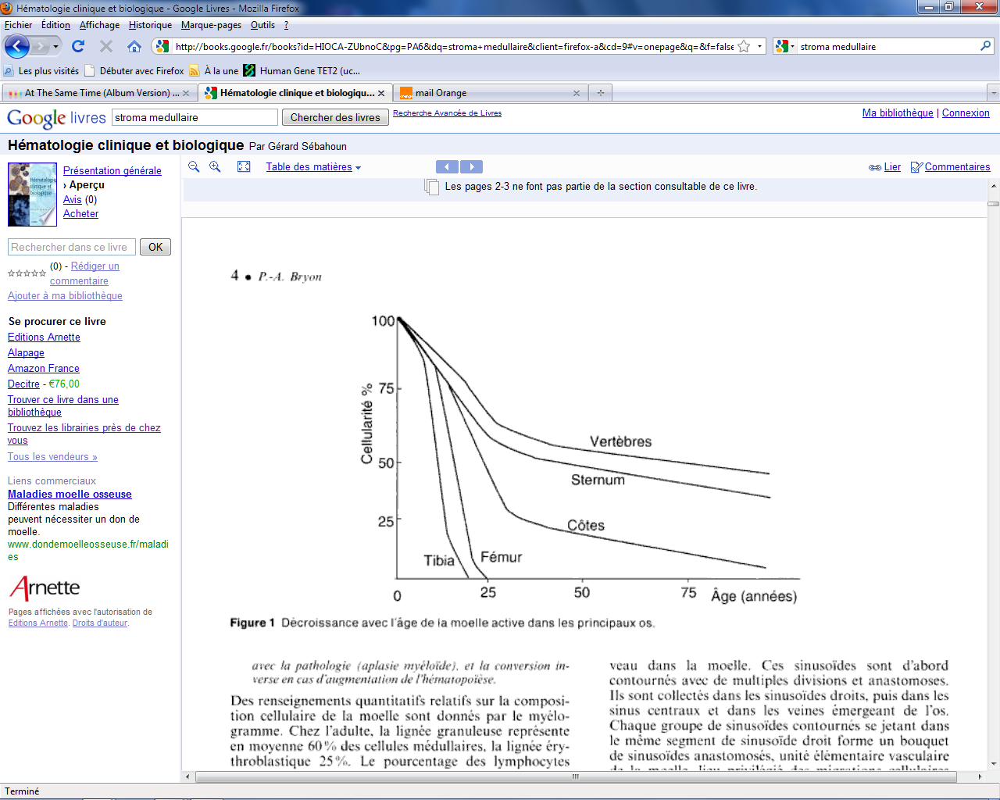 Hématologie clinique et biologique - Google Livres - Mozilla Firefox
Fichier Édition Affichage Historique Marque-pages Outils ?
http://books.google.fr/books?id=HIOCA-ZUbnoC&pg=PA6&dq=stroma+medullaire&client=firefox-a&cd=9#v=onepage&q=&f=false
stroma medullaire
Les plus visités Débuter avec Firefox À la une Human Gene TET2 (uc...
At The Same Time (Album Version) ... Hématologie clinique et biologiqu... mail Orange
Google livres stroma medullaire Chercher des livres Recherche Avancée de Livres Ma bibliothèque | Connexion
Hématologie clinique et biologique Par Gérard Sébahoun
Présentation générale
› Aperçu
Avis (0)
Acheter
Rechercher dans ce livre OK
(0) - Rédiger un
commentaire
Ajouter à ma bibliothèque
Se procurer ce livre
Editions Arnette
Alapage
Amazon France
Decitre - €76,00
Trouver ce livre dans une
bibliothèque
Trouvez les librairies près de chez
vous
Tous les vendeurs »
Liens commerciaux
Maladies moelle osseuse
Différentes maladies
peuvent nécessiter un don de
moelle.
www.dondemoelleosseuse.fr/maladi
es
Arnette
Pages affichées avec l'autorisation de
Editions Arnette. Droits d'auteur.
Table des matières Lier Commentaires
Les pages 2-3 ne font pas partie de la section consultable de ce livre.
4 • P.-A. Bryon
100
75
50
25
Cellularité %
Vertèbres
Sternum
Côtes
Tibia
Fémur
0 25 50 75 Âge (années)
Figure 1 Décroissance avec l'âge de la moelle active dans les principaux os.
avec la pathologie (aplasie myéloïde), et la conversion in-
verse en cas d'augmentation de l'hématopoïèse.
Des renseignements quantitatifs relatifs sur la composi-
tion cellulaire de la moelle sont donnés par le myélo-
gramme. Chez l'adulte, la lignée granuleuse représente
en moyenne 60 % des cellules médullaires, la lignée éry-
throblastique 25 %. Le pourcentage des lymphocytes
veau dans la moelle. Ces sinusoïdes sont d'abord
contournés avec de multiples divisions et anastomoses.
Ils sont collectés dans les sinusoïdes droits, puis dans les
sinus centraux et dans les veines émergeant de l'os.
Chaque groupe de sinusoïdes contournés se jetant dans
le même segment de sinusoïde droit forme un bouquet
de sinusoïdes anastomosés, unité élémentaire vasculaire
de la moelle, lieu privilégié des migrations cellulaires
Terminé